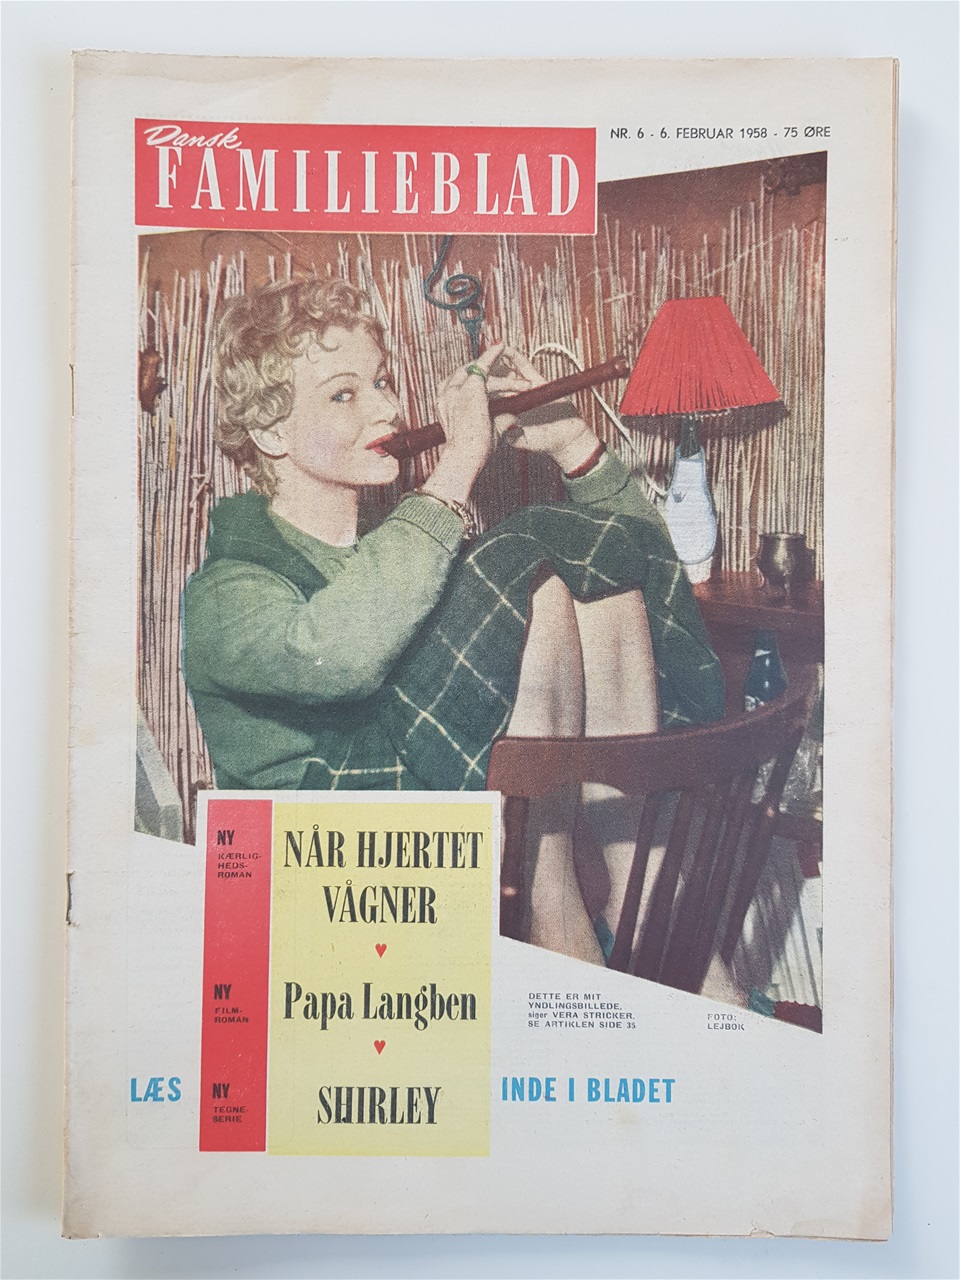 Dansk
FAMILIEBLAD
NR. 6 - 6. FEBRUAR 1958 - 75 ØRE
NY
KÆRLIG-
HEDS-
ROMAN
NÅR HJERTET
VÅGNER
NY
FILM-
ROMAN
Papa Langben
NY
TEGNE-
SERIE
SHIRLEY
DETTE ER MIT
YNDLINGSBILLEDE,
siger VERA STRICKER.
SE ARTIKLEN SIDE 35
FOTO:
LEJBOK
LÆS
INDE I BLADET